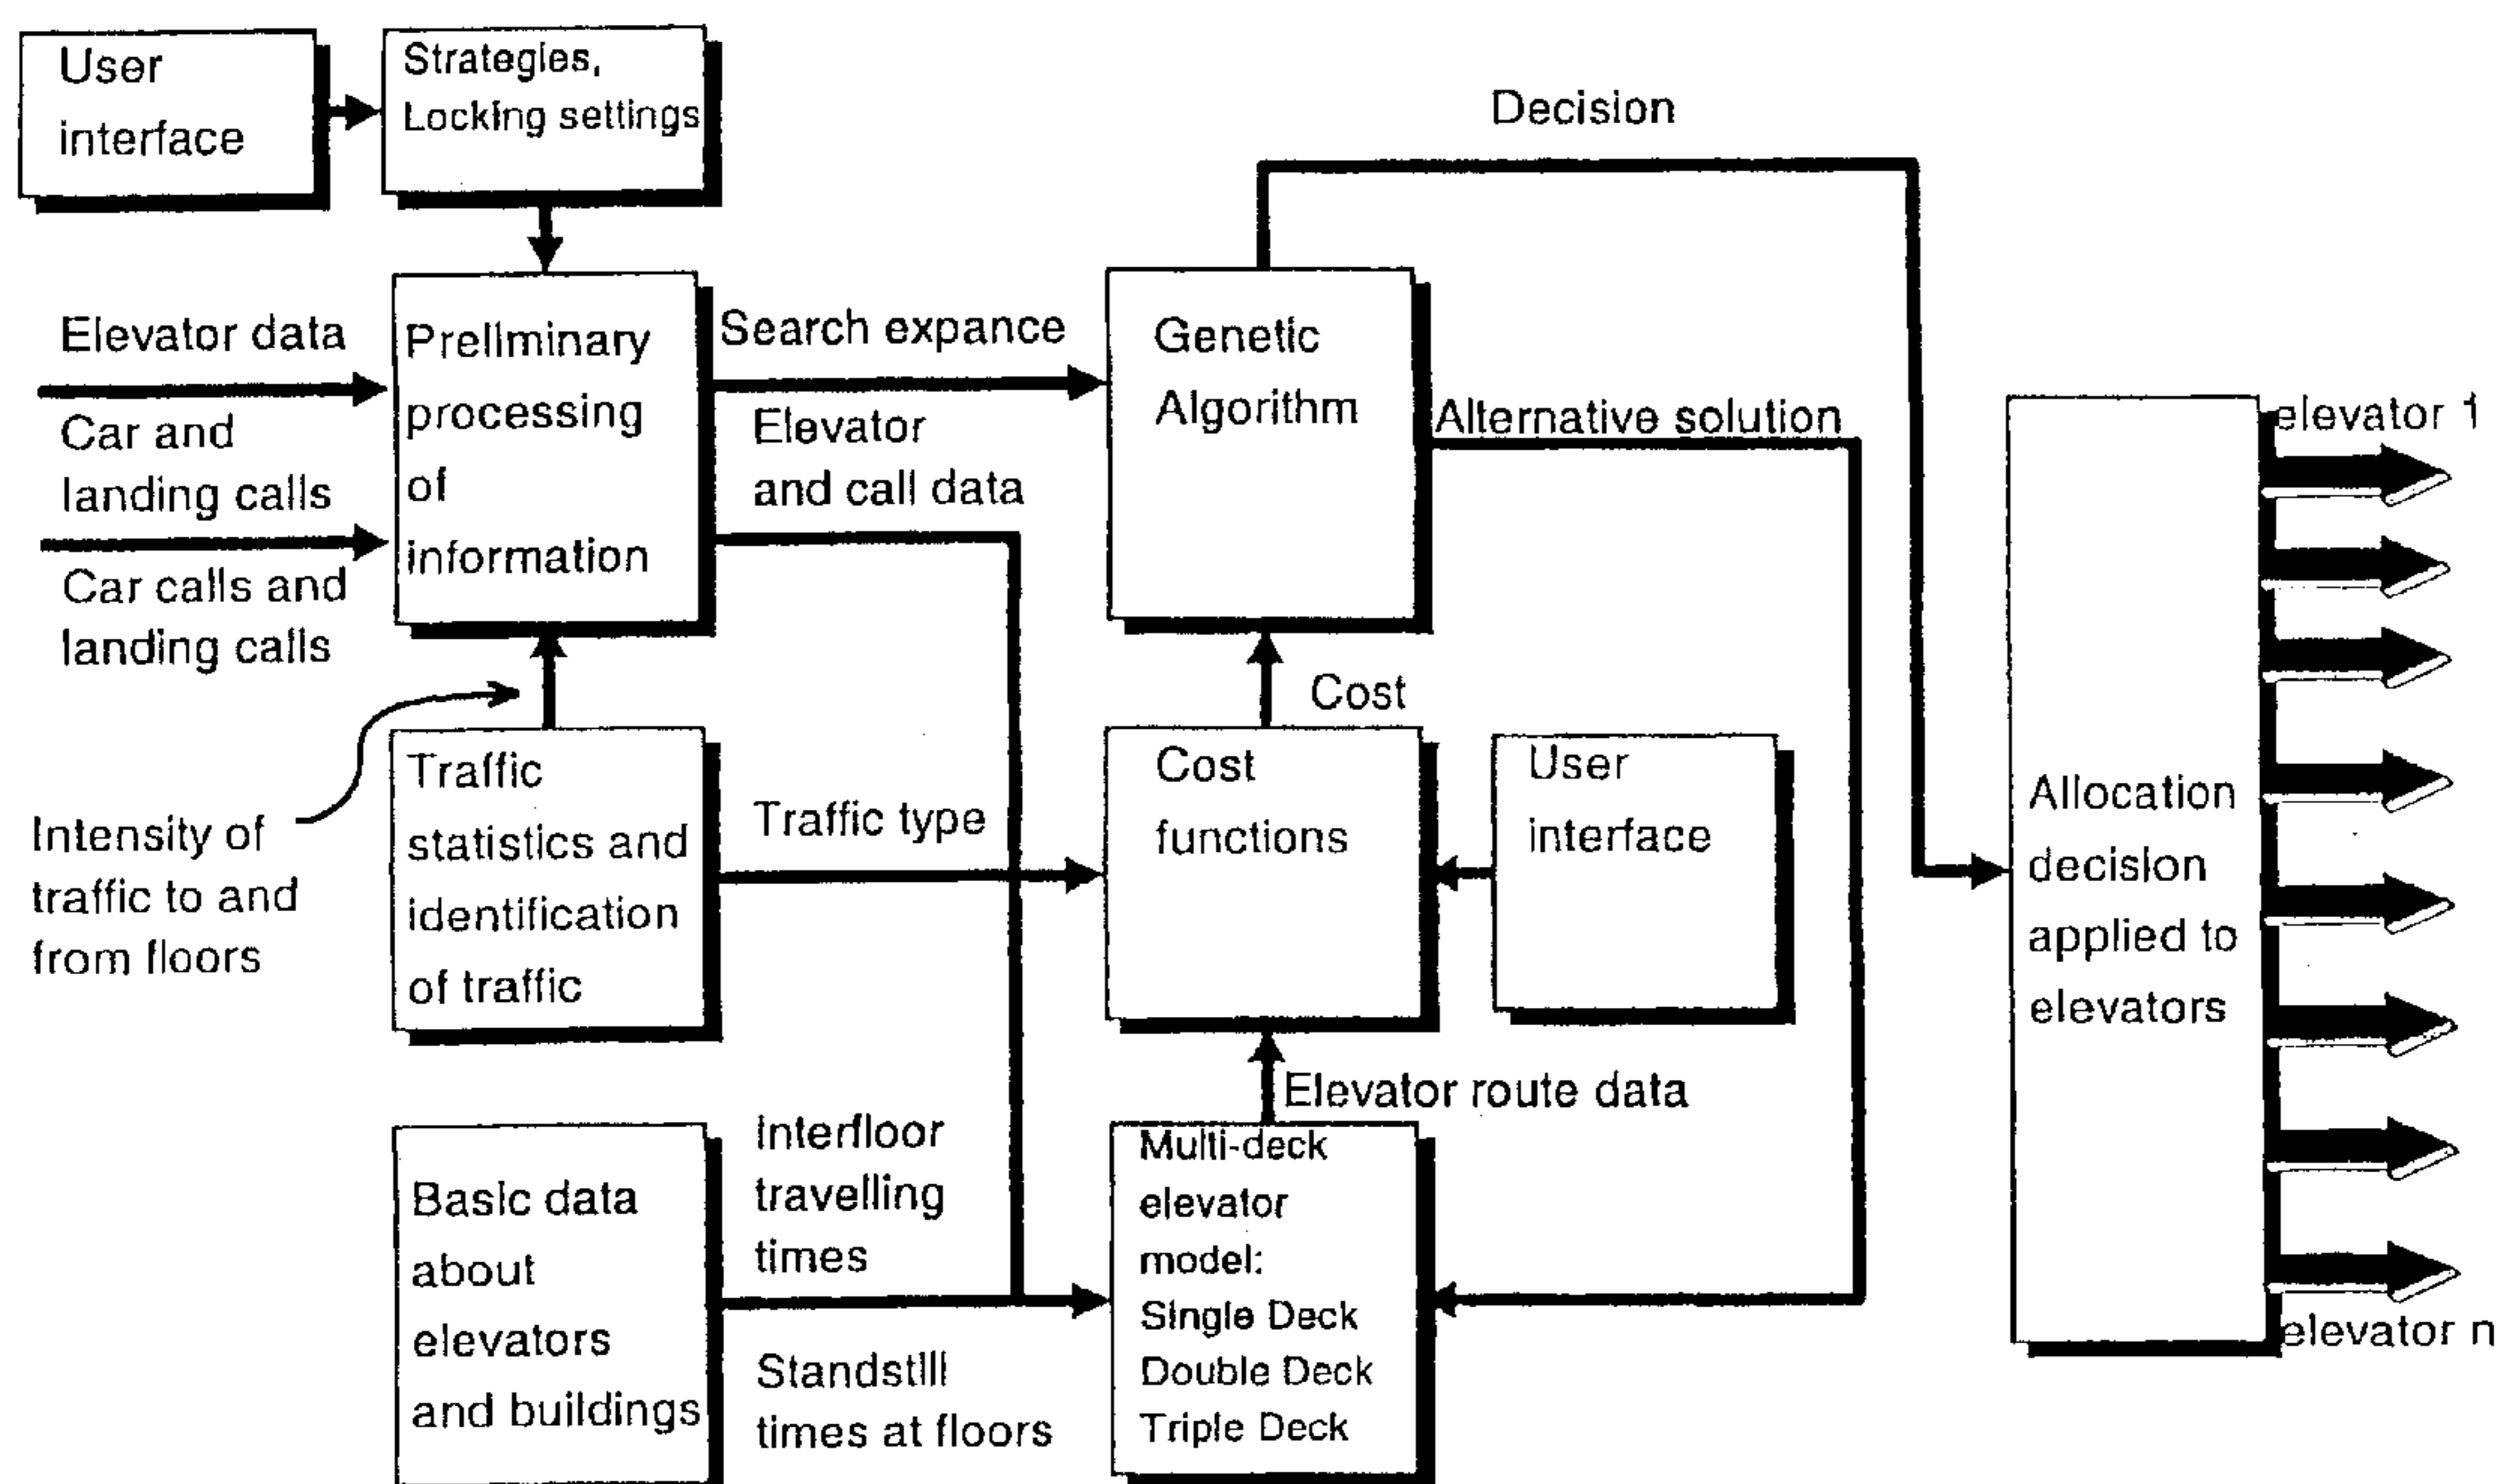 User
interface
Strategies,
Locking settings
Decision
Elevator data
Car and
landing calls
Car calls and
landing calls
Preliminary
processing
of
information
Search expance
Elevator
and call data
Genetic
Algorithm
Alternative solution
elevator 1
Cost
Intensity of
traffic to and
from floors
Traffic
statistics and
identification
of traffic
Traffic type
Cost
functions
User
interface
Allocation
decision
applied to
elevators
Elevator route data
Basic data
about
elevators
and buildings
Interfloor
travelling
times
Standstill
times at floors
Multi-deck
elevator
model:
Single Deck
Double Deck
Triple Deck
elevator n